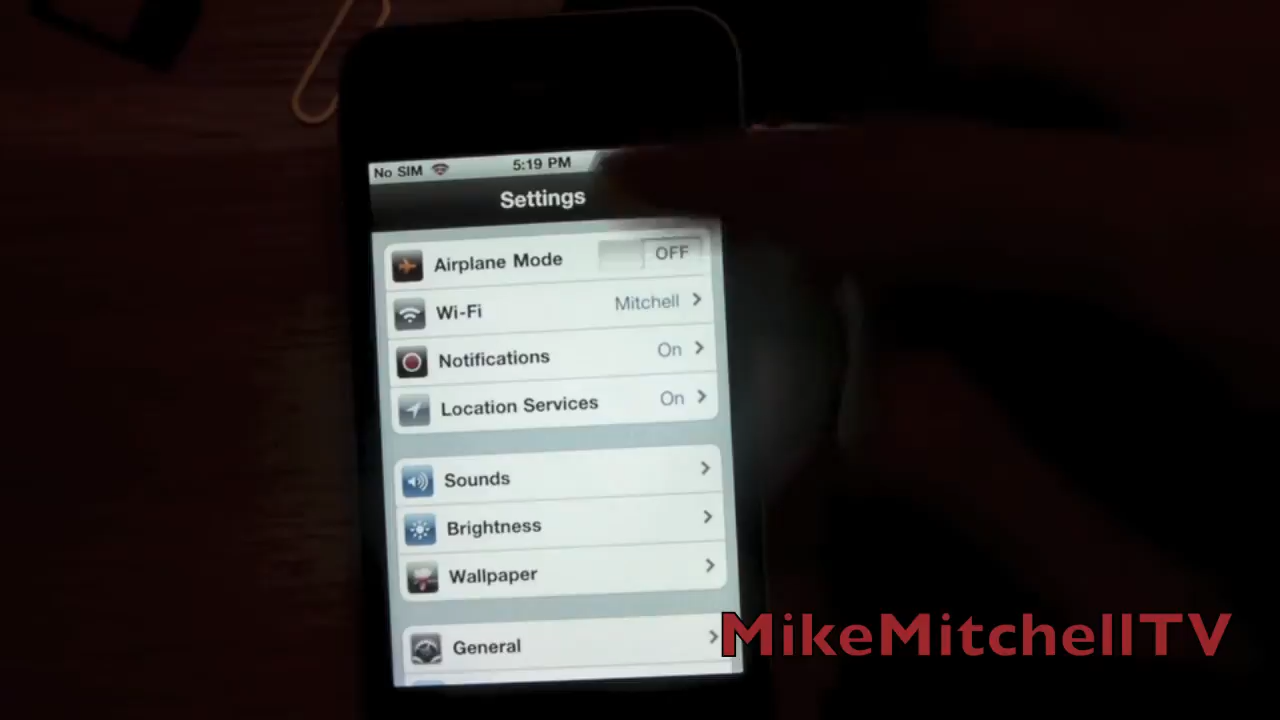 No SIM 5:19 PM
Settings
Airplane Mode OFF
Wi-Fi Mitchell
Notifications On
Location Services On
Sounds
Brightness
Wallpaper
General
MikeMitchellTV